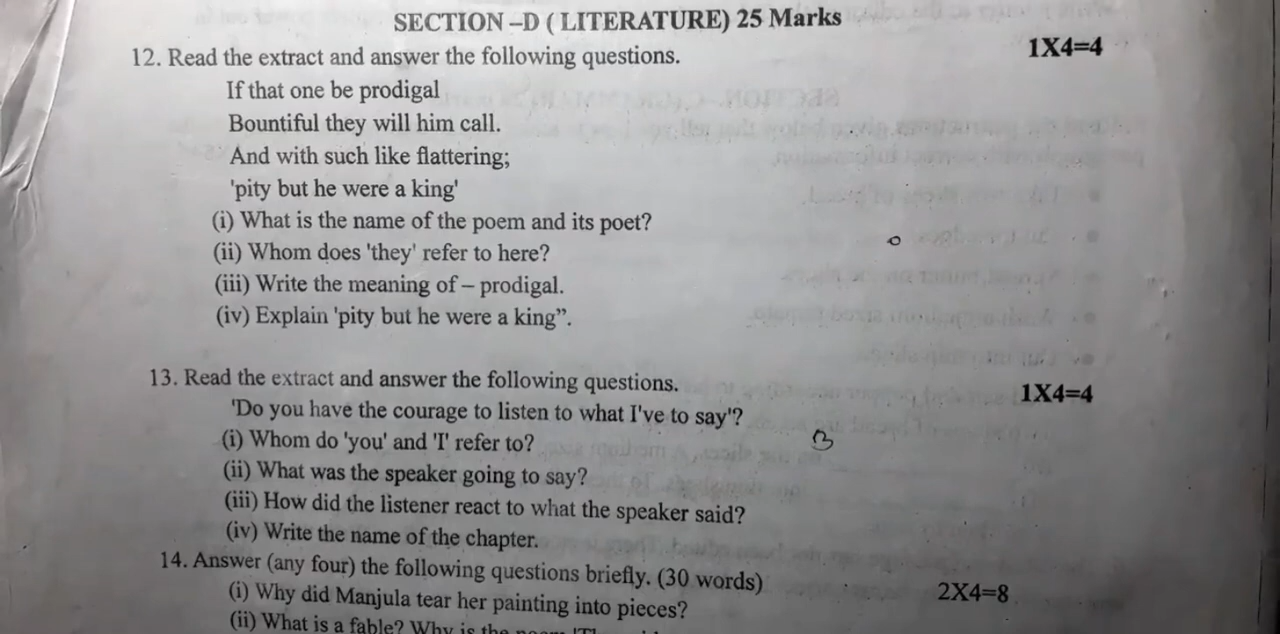 SECTION –D ( LITERATURE) 25 Marks
12. Read the extract and answer the following questions. 1X4=4
If that one be prodigal
Bountiful they will him call.
And with such like flattering;
'pity but he were a king'
(i) What is the name of the poem and its poet?
(ii) Whom does 'they' refer to here?
(iii) Write the meaning of – prodigal.
(iv) Explain 'pity but he were a king”.
13. Read the extract and answer the following questions. 1X4=4
'Do you have the courage to listen to what I've to say'?
(i) Whom do 'you' and 'I' refer to?
(ii) What was the speaker going to say?
(iii) How did the listener react to what the speaker said?
(iv) Write the name of the chapter.
14. Answer (any four) the following questions briefly. (30 words) 2X4=8
(i) Why did Manjula tear her painting into pieces?
(ii) What is a fable? Why is the